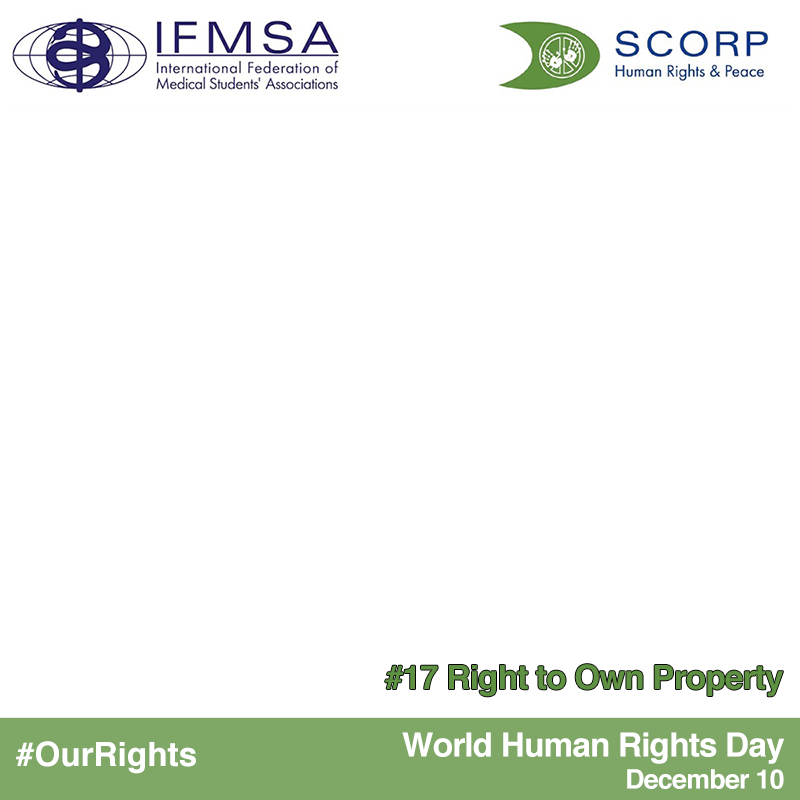 IFMSA
International Federation of
Medical Students' Associations
SCORP
Human Rights & Peace
#17 Right to Own Property
#OurRights
World Human Rights Day
December 10